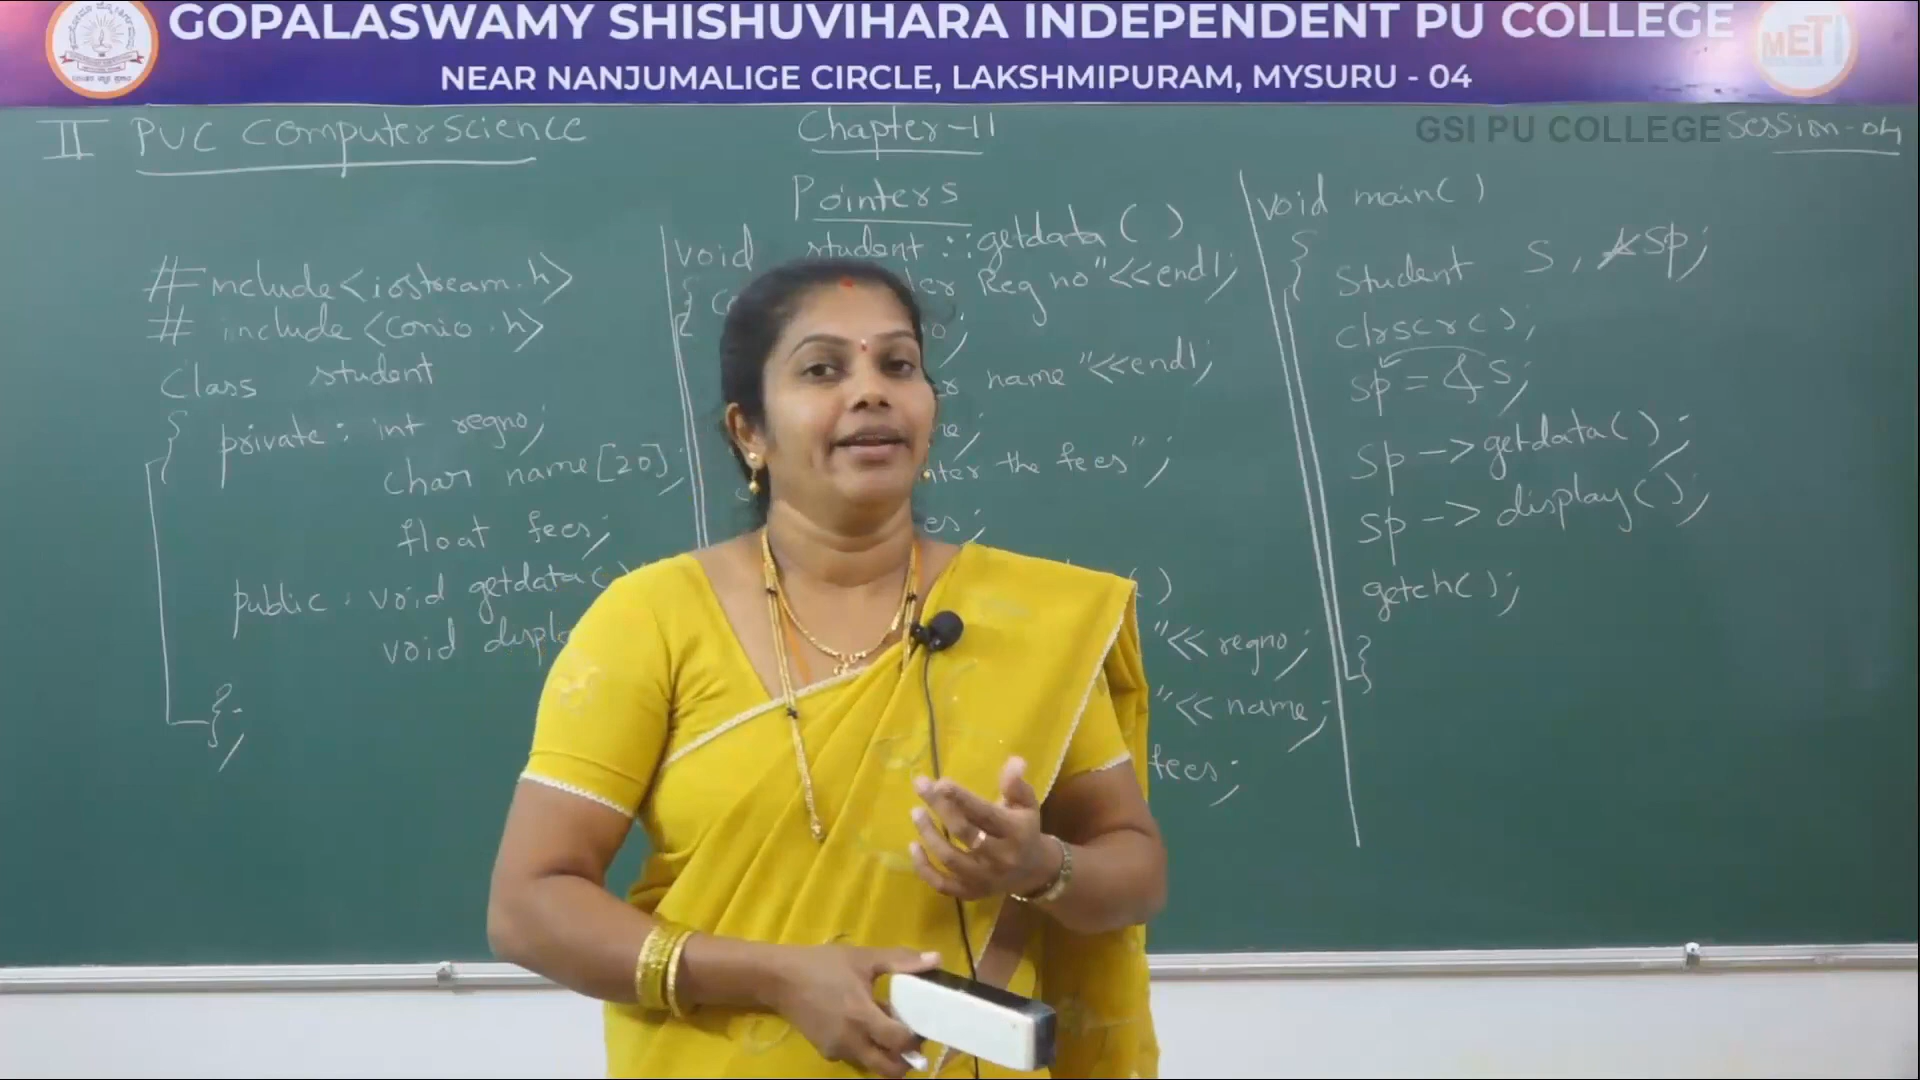 GOPALASWAMY SHISHUVIHARA INDEPENDENT PU COLLEGE
METI
NEAR NANJUMALIGE CIRCLE, LAKSHMIPURAM, MYSURU - 04
II PUC Computer Science
Chapter-11
GSI PU COLLEGE
Session-04
Pointers
#include<iostream.h>
# include <conio.h>
Class student
{ private: int regno;
char name[20];
float fees;
public: void getdata()
void
};
void student::getdata()
{
Reg no"<<endl;
name"<<endl;
the fees";
"<< regno;
"<< name;
fees;
void main()
{
Student S, *sp;
clrscr();
sp = &s;
sp -> getdata();
sp -> display();
getch();
}